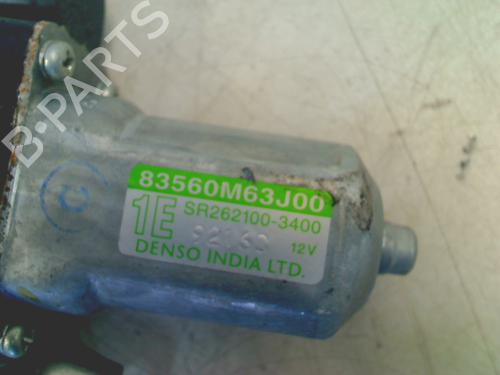 B-PARTS
C
83560M63J00
1E
SR262100-3400
12V
DENSO INDIA LTD.